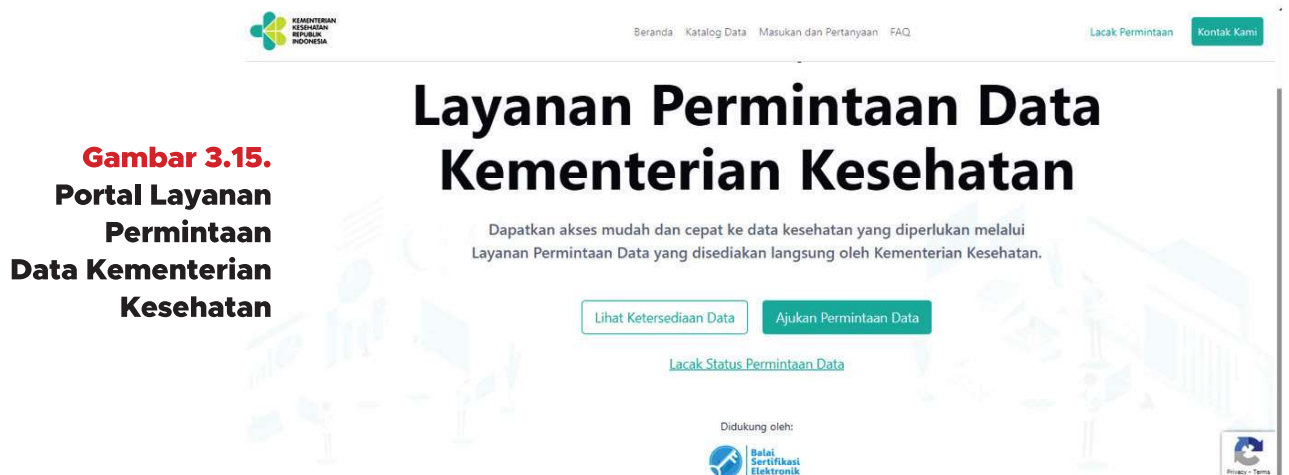 KEMENTERIAN
KESEHATAN
REPUBLIK
INDONESIA
Beranda Katalog Data Masukan dan Pertanyaan FAQ
Lacak Permintaan Kontak Kami
Layanan Permintaan Data
Kementerian Kesehatan
Gambar 3.15.
Portal Layanan
Permintaan
Data Kementerian
Kesehatan
Dapatkan akses mudah dan cepat ke data kesehatan yang diperlukan melalui
Layanan Permintaan Data yang disediakan langsung oleh Kementerian Kesehatan.
Lihat Ketersediaan Data Ajukan Permintaan Data
Lacak Status Permintaan Data
Didukung oleh:
Balai
Sertifikasi
Elektronik
Privacy - Terms